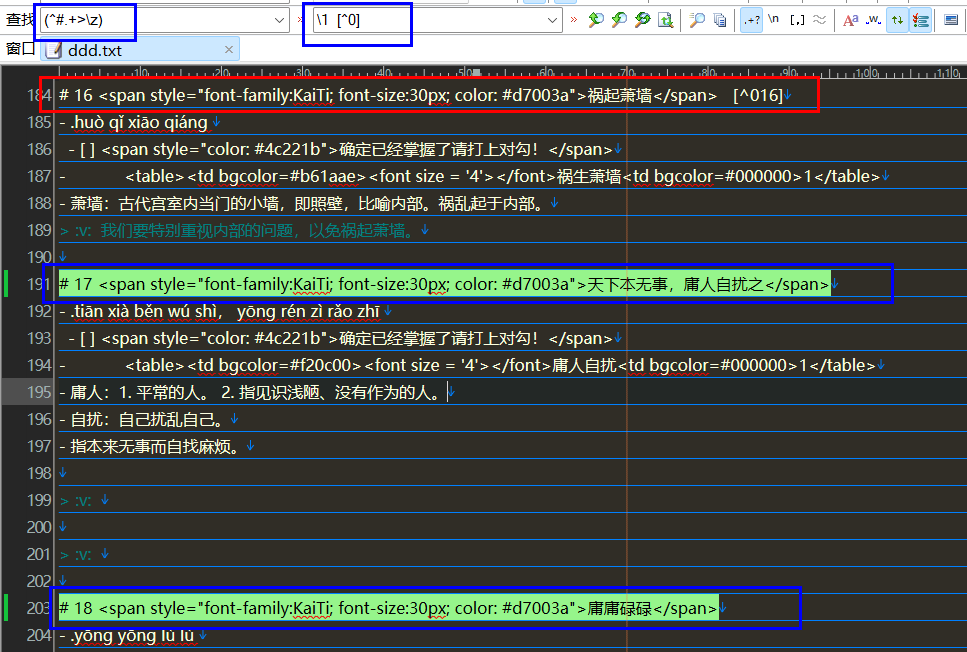 查找 (^#.+>\z) » \1  [^0] » .+? \n [,] Aª .w.
窗口 ddd.txt ×
10 20 30 40 50 60 70 80 90 100 110
184 # 16 <span style="font-family:KaiTi; font-size:30px; color: #d7003a">祸起萧墙</span>   [^016]↓
185 - .huò qǐ xiāo qiáng ↓
186   - [ ] <span style="color: #4c221b">确定已经掌握了请打上对勾！</span>↓
187 -             <table><td bgcolor=#b61aae><font size = '4'></font>祸生萧墙<td bgcolor=#000000>1</table>↓
188 - 萧墙：古代宫室内当门的小墙，即照壁，比喻内部。祸乱起于内部。↓
189 > :v:  我们要特别重视内部的问题，以免祸起萧墙。↓
190 ↓
191 # 17 <span style="font-family:KaiTi; font-size:30px; color: #d7003a">天下本无事，庸人自扰之</span>↓
192 - .tiān xià běn wú shì， yōng rén zì rǎo zhī ↓
193   - [ ] <span style="color: #4c221b">确定已经掌握了请打上对勾！</span>↓
194 -             <table><td bgcolor=#f20c00><font size = '4'></font>庸人自扰<td bgcolor=#000000>1</table>↓
195 - 庸人：1. 平常的人。 2. 指见识浅陋、没有作为的人。↓
196 - 自扰：自己扰乱自己。↓
197 - 指本来无事而自找麻烦。↓
198 ↓
199 > :v:  ↓
200 ↓
201 > :v:  ↓
202 ↓
203 # 18 <span style="font-family:KaiTi; font-size:30px; color: #d7003a">庸庸碌碌</span>↓
204 - .yōng yōng lù lù ↓